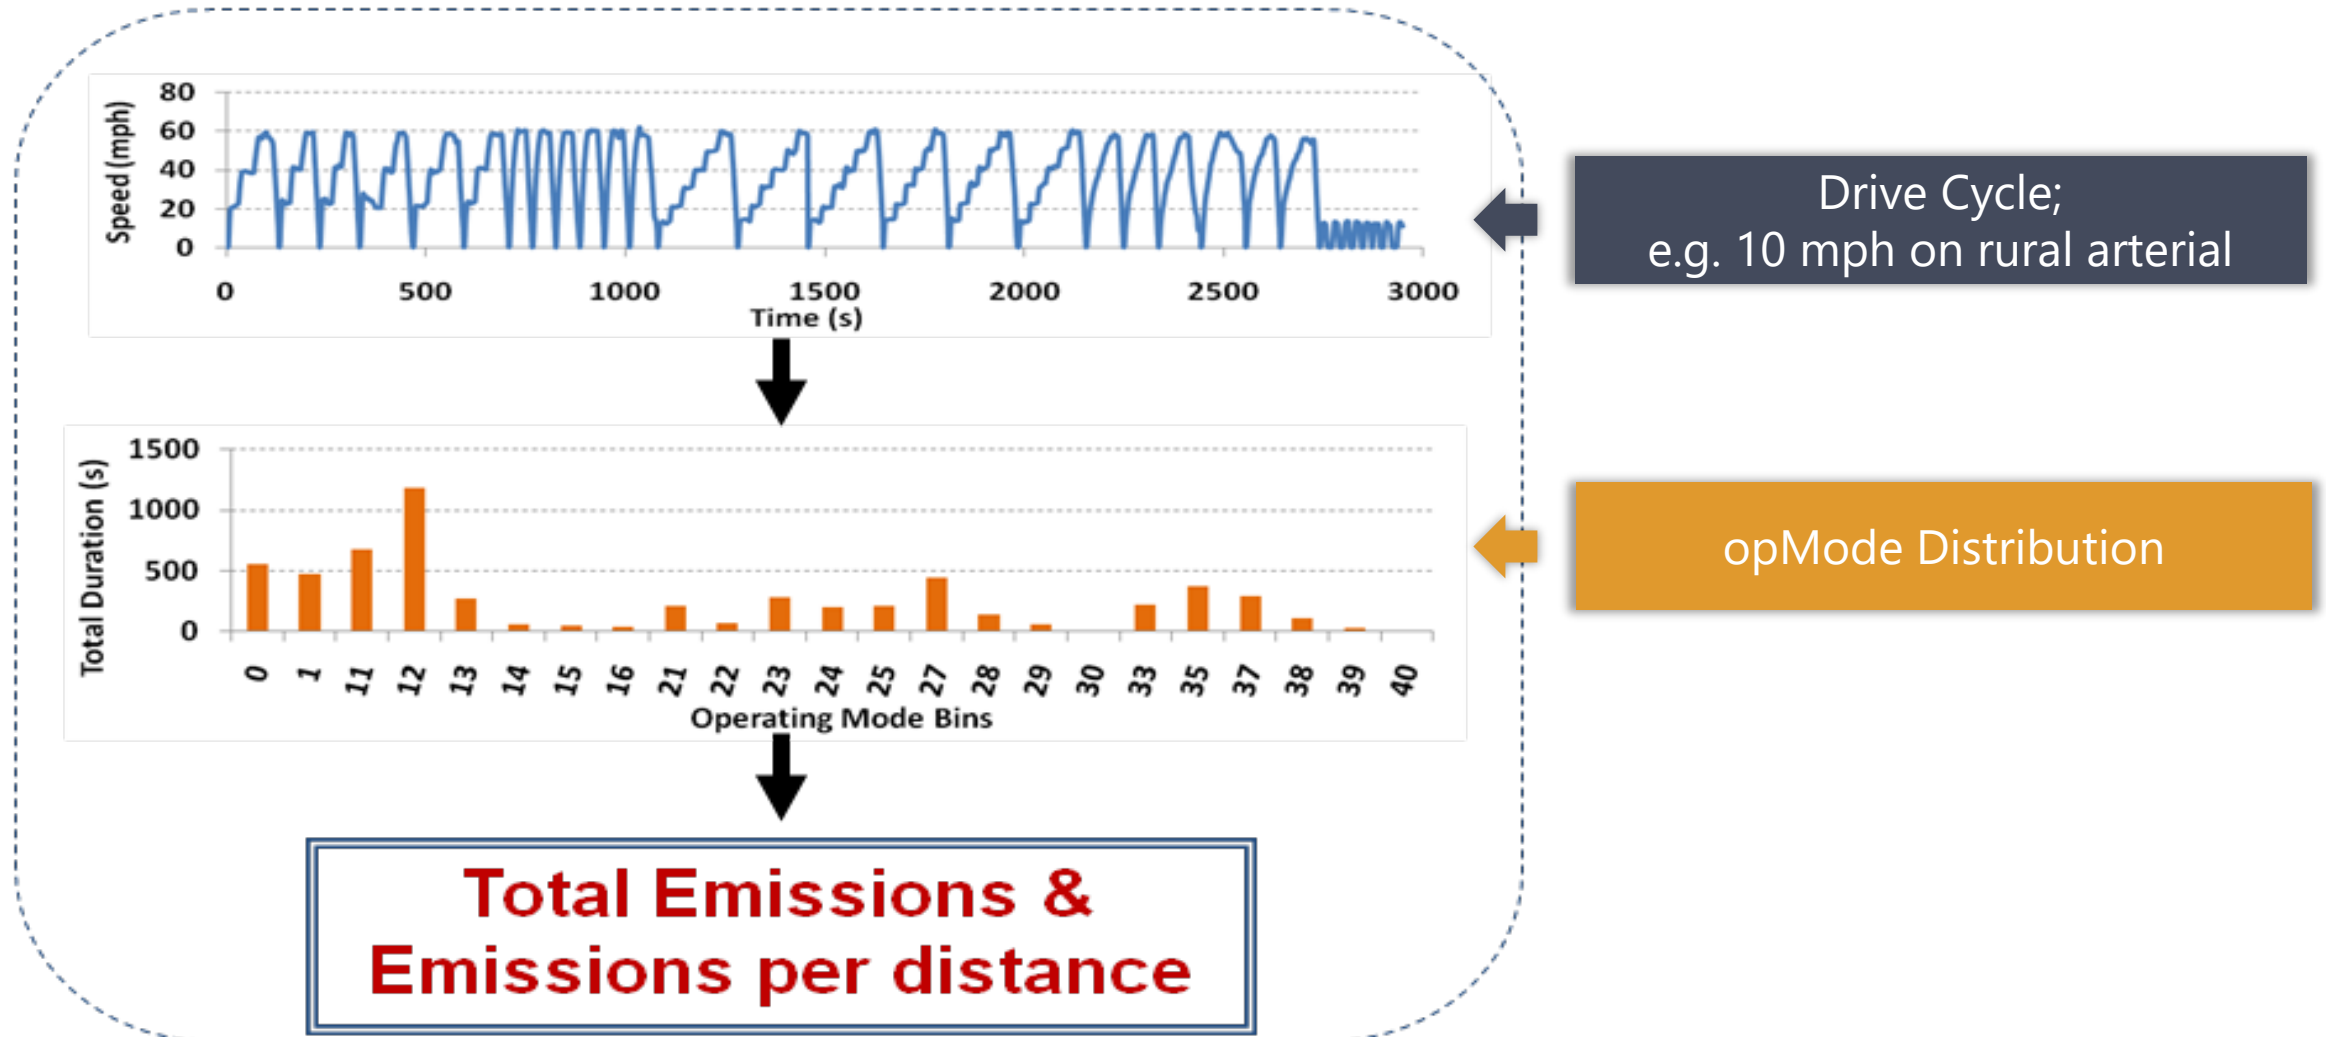 80
60
40
20
0
Speed (mph)
0 500 1000 1500 2000 2500 3000
Time (s)
Drive Cycle;
e.g. 10 mph on rural arterial
1500
1000
500
0
Total Duration (s)
0 1 11 12 13 14 15 16 21 22 23 24 25 27 28 29 30 33 35 37 38 39 40
Operating Mode Bins
opMode Distribution
Total Emissions &
Emissions per distance